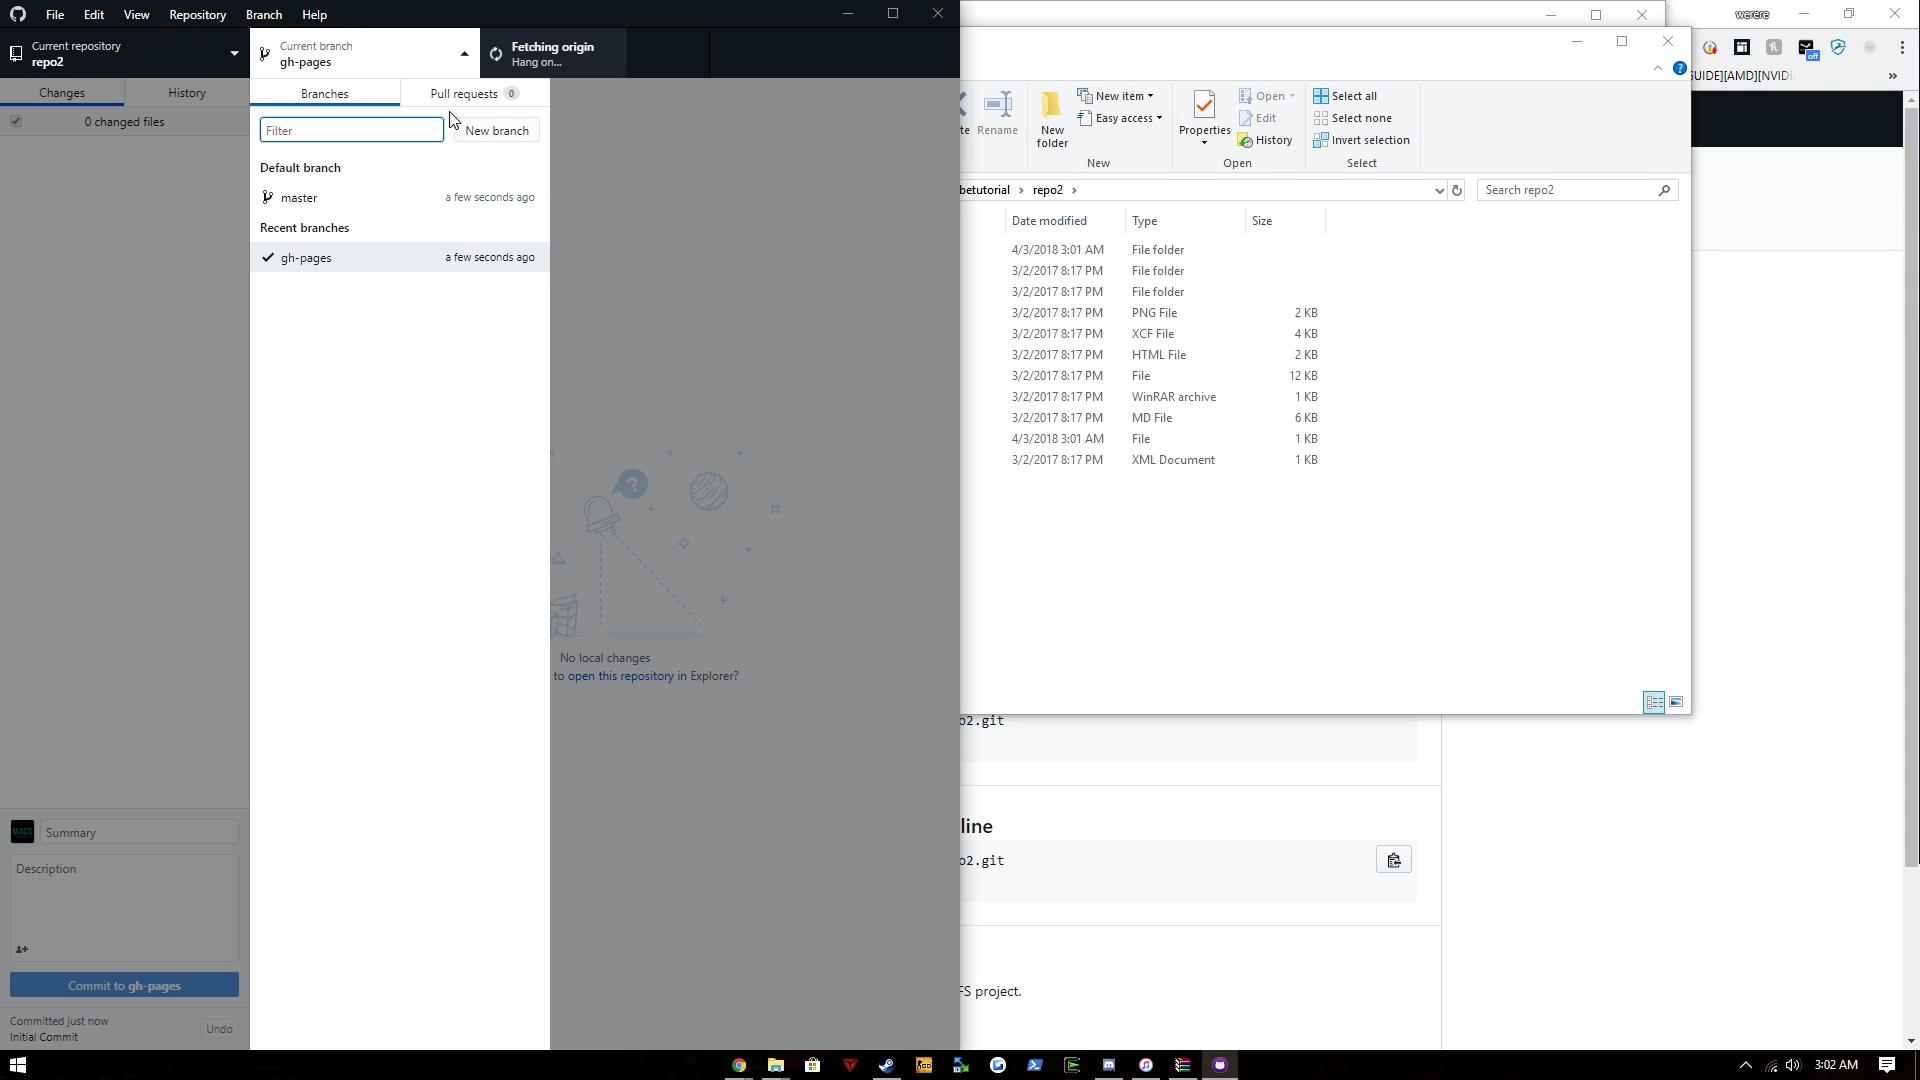 File Edit View Repository Branch Help
Current repository
repo2
Current branch
gh-pages
Fetching origin
Hang on...
Changes
History
0 changed files
Branches
Pull requests 0
Filter
New branch
Default branch
master a few seconds ago
Recent branches
gh-pages a few seconds ago
No local changes
to open this repository in Explorer?
Summary
Description
Commit to gh-pages
Committed just now
Initial Commit
Undo
werere
off
Rename
New folder
New item
Easy access
New
Properties
Open
Edit
History
Open
Select all
Select none
Invert selection
Select
betutorial > repo2 >
Search repo2
Date modified Type Size
4/3/2018 3:01 AM File folder
3/2/2017 8:17 PM File folder
3/2/2017 8:17 PM File folder
3/2/2017 8:17 PM PNG File 2 KB
3/2/2017 8:17 PM XCF File 4 KB
3/2/2017 8:17 PM HTML File 2 KB
3/2/2017 8:17 PM File 12 KB
3/2/2017 8:17 PM WinRAR archive 1 KB
3/2/2017 8:17 PM MD File 6 KB
4/3/2018 3:01 AM File 1 KB
3/2/2017 8:17 PM XML Document 1 KB
o2.git
line
o2.git
FS project.
3:02 AM